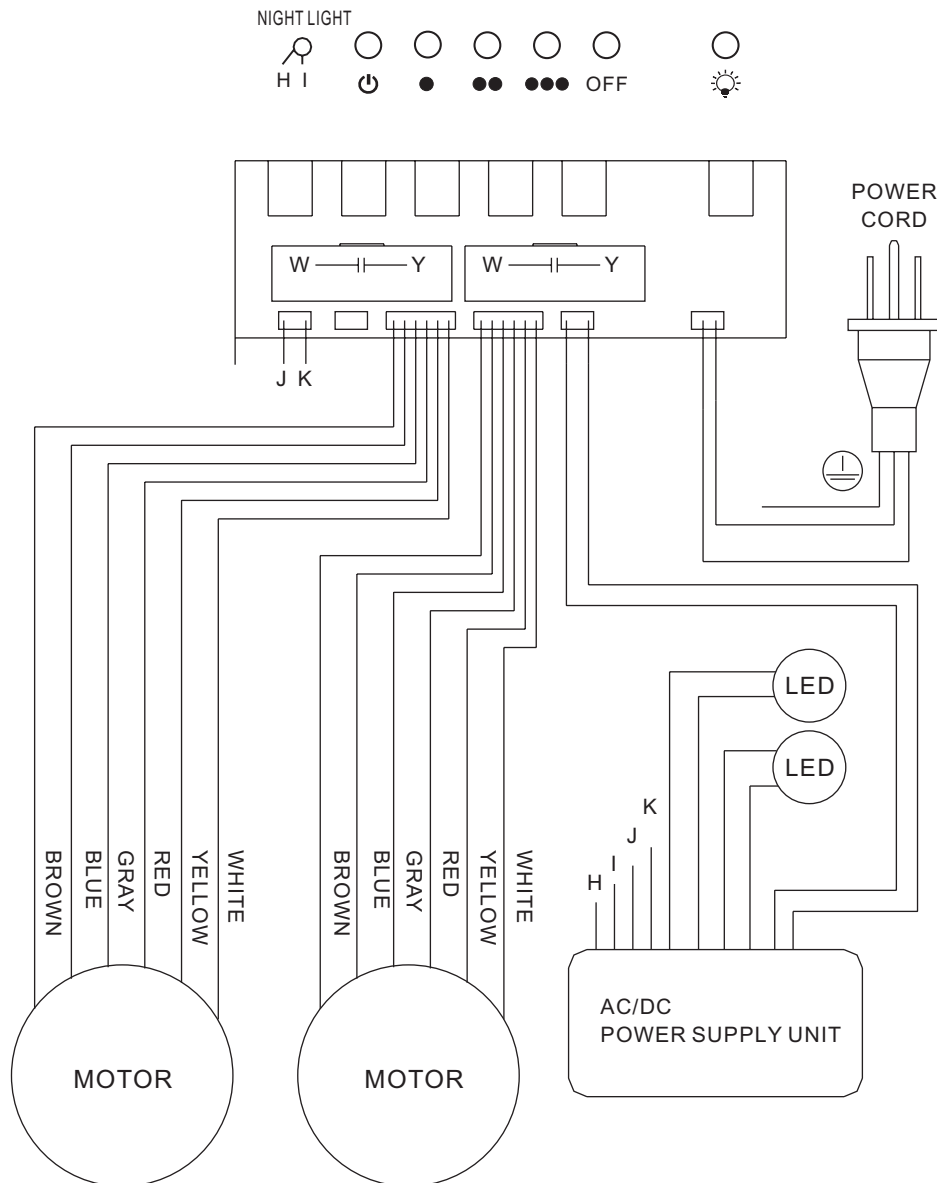 NIGHT LIGHT
H I
OFF
POWER
CORD
W Y
W Y
J K
LED
LED
K
J
I
H
BROWN
BLUE
GRAY
RED
YELLOW
WHITE
BROWN
BLUE
GRAY
RED
YELLOW
WHITE
AC/DC
POWER SUPPLY UNIT
MOTOR
MOTOR